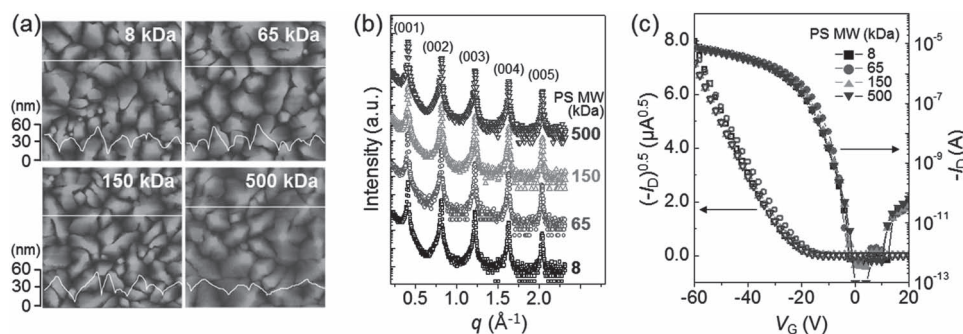 (a)
8 kDa
65 kDa
(nm)
60
30
0
150 kDa
500 kDa
(nm)
60
30
0
(b)
(001)
(002)
(003)
(004)
(005)
PS MW
(kDa)
500
150
65
8
Intensity (a.u.)
0.5 1.0 1.5 2.0
q (Å⁻¹)
(c)
PS MW (kDa)
8
65
150
500
8.0
6.0
4.0
2.0
0.0
(-I_D)^0.5 (μA^0.5)
10⁻⁵
10⁻⁷
10⁻⁹
10⁻¹¹
10⁻¹³
-I_D (A)
-60 -40 -20 0 20
V_G (V)